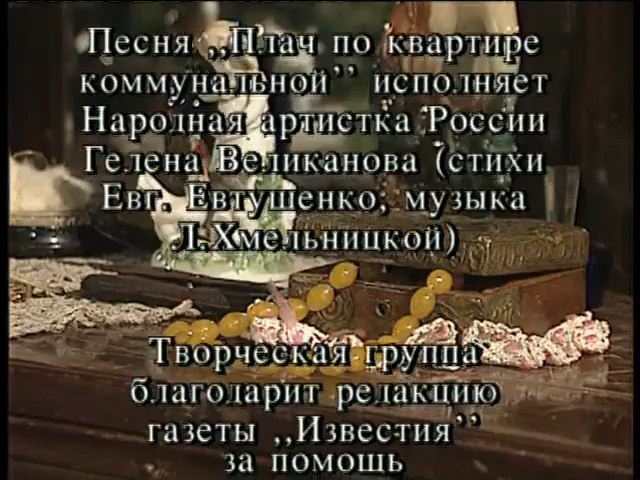 Песня ,,Плач по квартире
коммунальной’’ исполняет
Народная артистка России
Гелена Великанова (стихи
Евг. Евтушенко, музыка
Л.Хмельницкой)
Творческая группа
благодарит редакцию
газеты ,,Известия’’
за помощь